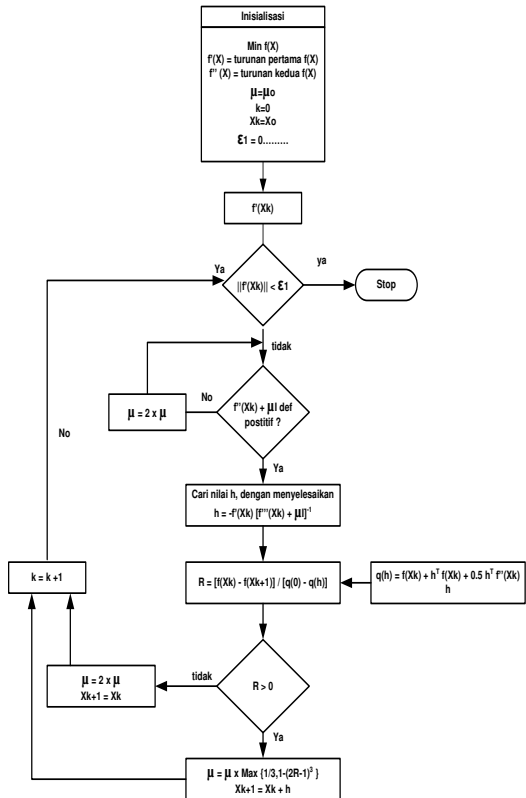 Inisialisasi
Min f(X)
f'(X) = turunan pertama f(X)
f'' (X) = turunan kedua f(X)
μ=μo
k=0
Xk=Xo
ε1 = 0.........
f'(Xk)
Ya
||f'(Xk)|| < ε1
ya
Stop
tidak
No
f''(Xk) + μI def
postitif ?
μ = 2 x μ
No
Ya
Cari nilai h, dengan menyelesaikan
h = -f'(Xk) [f'''(Xk) + μI]⁻¹
k = k +1
R = [f(Xk) - f(Xk+1)] / [q(0) - q(h)]
q(h) = f(Xk) + hᵀ f(Xk) + 0.5 hᵀ f''(Xk)
h
μ = 2 x μ
Xk+1 = Xk
tidak
R > 0
Ya
μ = μ x Max {1/3,1-(2R-1)³ }
Xk+1 = Xk + h